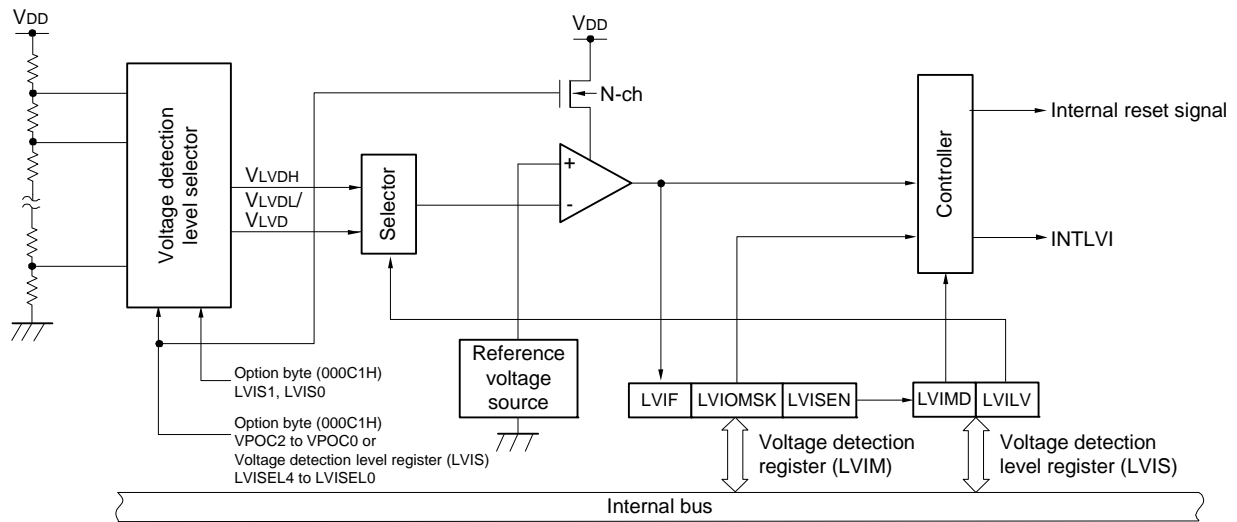 VDD
VDD
N-ch
Voltage detection
level selector
VLVDH
VLVDL/
VLVD
Selector
+
-
Controller
Internal reset signal
INTLVI
Reference
voltage
source
Option byte (000C1H)
LVIS1, LVIS0
Option byte (000C1H)
VPOC2 to VPOC0 or
Voltage detection level register (LVIS)
LVISEL4 to LVISEL0
LVIF
LVIOMSK
LVISEN
LVIMD
LVILV
Voltage detection
register (LVIM)
Voltage detection
level register (LVIS)
Internal bus